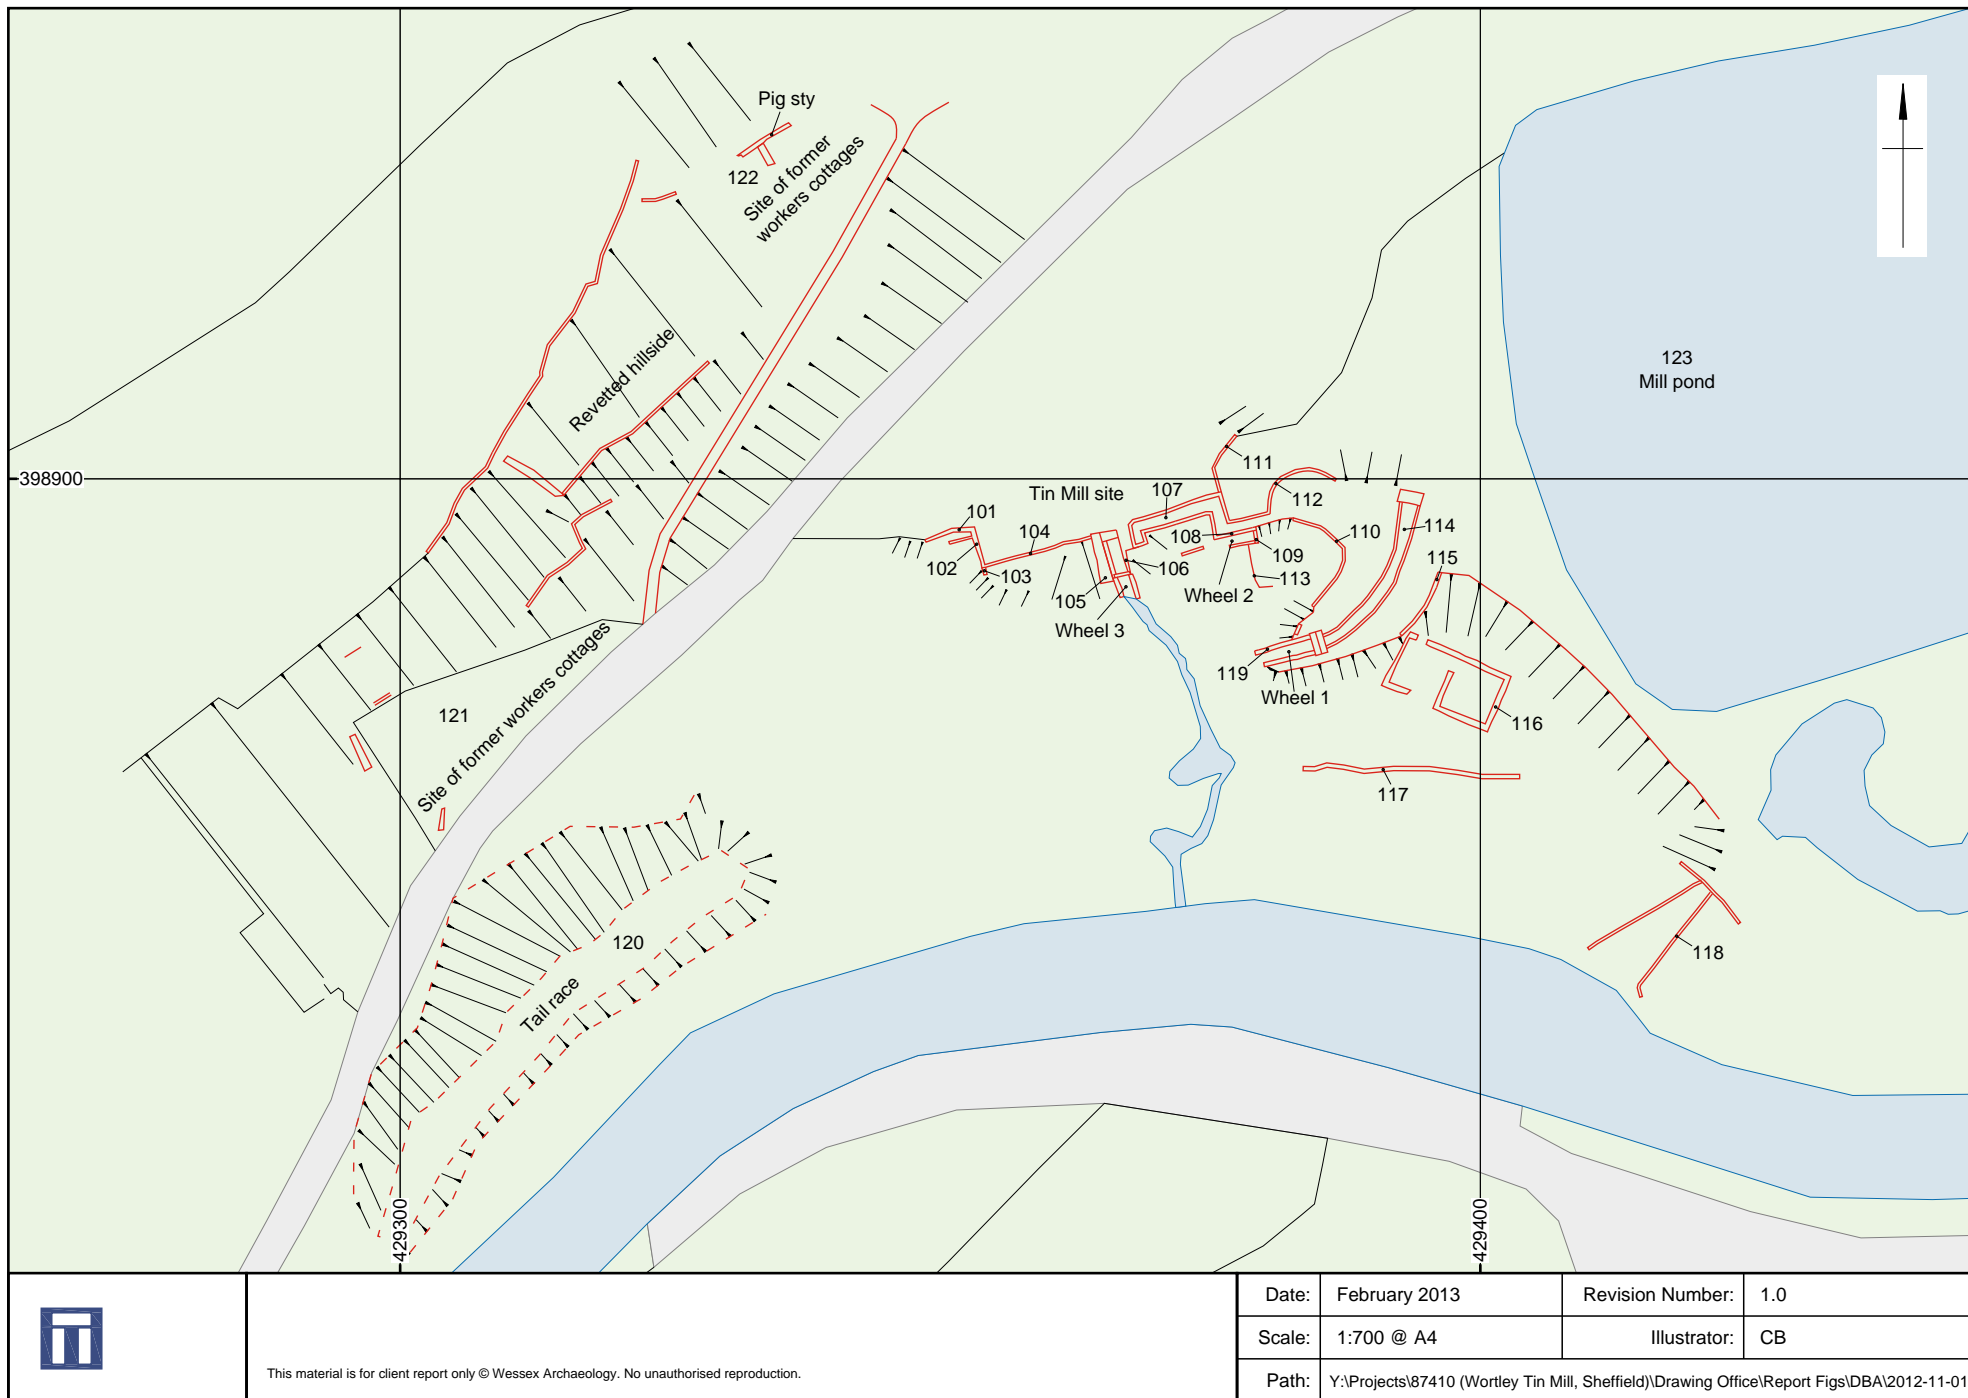 Pig sty
122
Site of former
workers cottages
Revetted hillside
123
Mill pond
398900
Tin Mill site
101
102
103
104
105
106
107
108
109
110
111
112
113
114
115
Wheel 2
Wheel 3
119
Wheel 1
116
117
121
Site of former workers cottages
120
Tail race
118
429300
429400
Date:
February 2013
Revision Number:
1.0
Scale:
1:700 @ A4
Illustrator:
CB
This material is for client report only © Wessex Archaeology. No unauthorised reproduction.
Path:
Y:\Projects\87410 (Wortley Tin Mill, Sheffield)\Drawing Office\Report Figs\DBA\2012-11-01